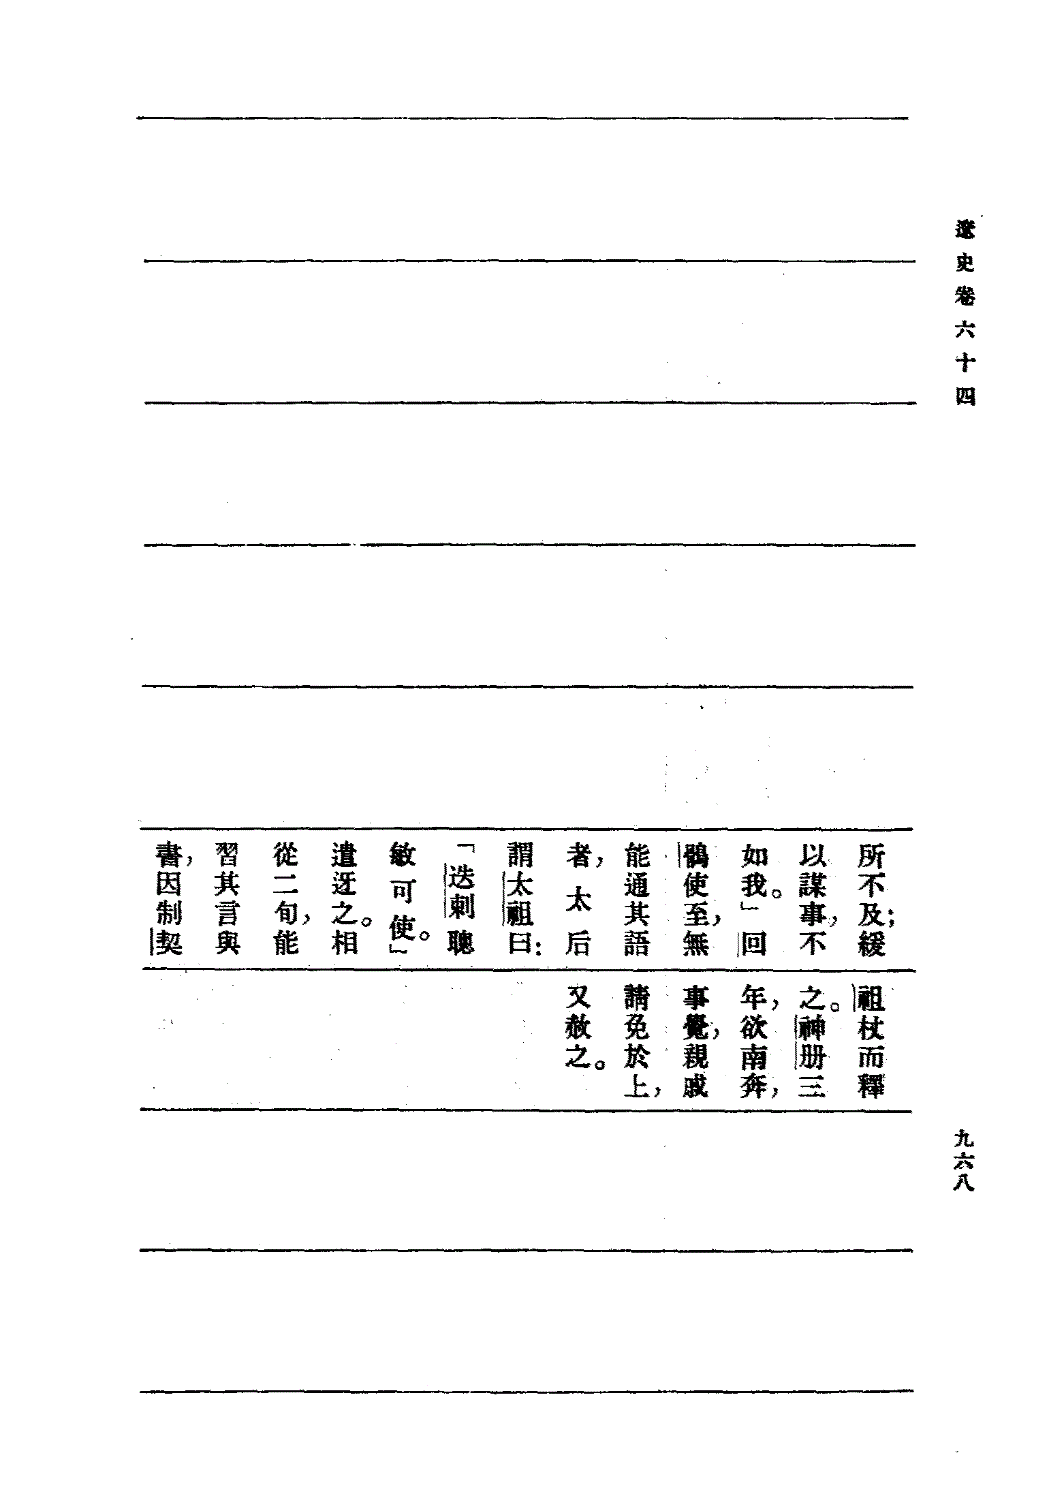 遼史卷六十四
所不及；緩
以謀事，不
如我。」回
鶻使至，無
能通其語
者，太后
謂太祖曰：
「迭剌聰
敏可使。」
遣迓之。相
從二旬，能
習其言與
書，因制契
祖杖而釋
之。神册三
年，欲南奔，
事覺，親戚
請免於上，
又赦之。
九六八